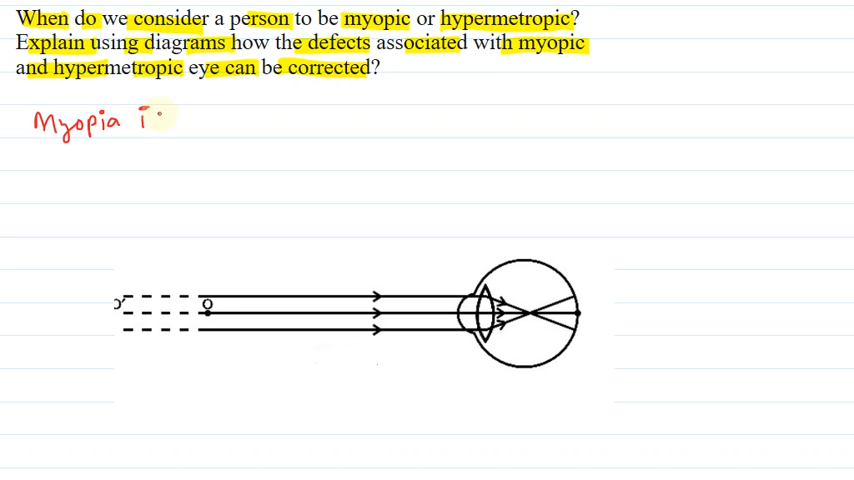 When do we consider a person to be myopic or hypermetropic?
Explain using diagrams how the defects associated with myopic
and hypermetropic eye can be corrected?
Myopia i
O' O